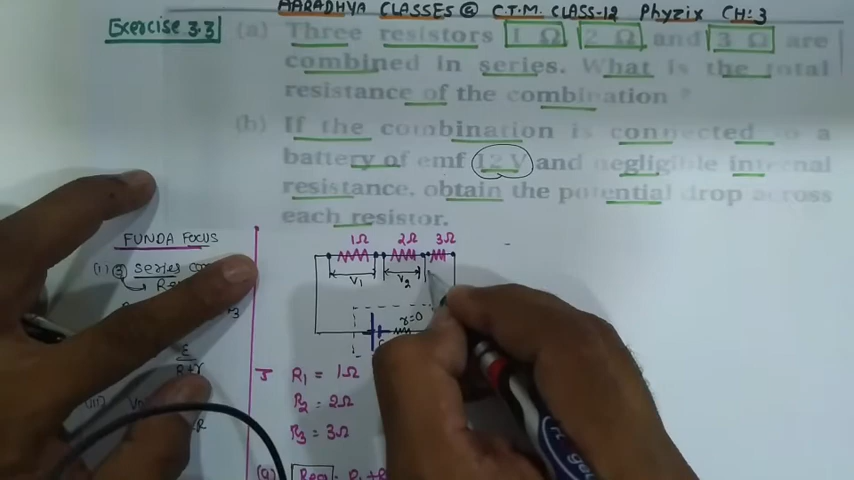 AARADHYA CLASSES © C.T.M. CLASS-12 Phyzix CH:3
Exercise 3.3
(a) Three resistors 1 Ω 2 Ω and 3 Ω are
combined in series. What is the total
resistance of the combination ?
(b) If the combination is connected to a
battery of emf 12 V and negligible internal
resistance, obtain the potential drop across
each resistor.
FUNDA FOCUS
1Ω 2Ω 3Ω
(i) series
V1 V2
r=0
3
ε
R+r
(iii)
R
R1 = 1Ω
R2 = 2Ω
R3 = 3Ω
(a) Req